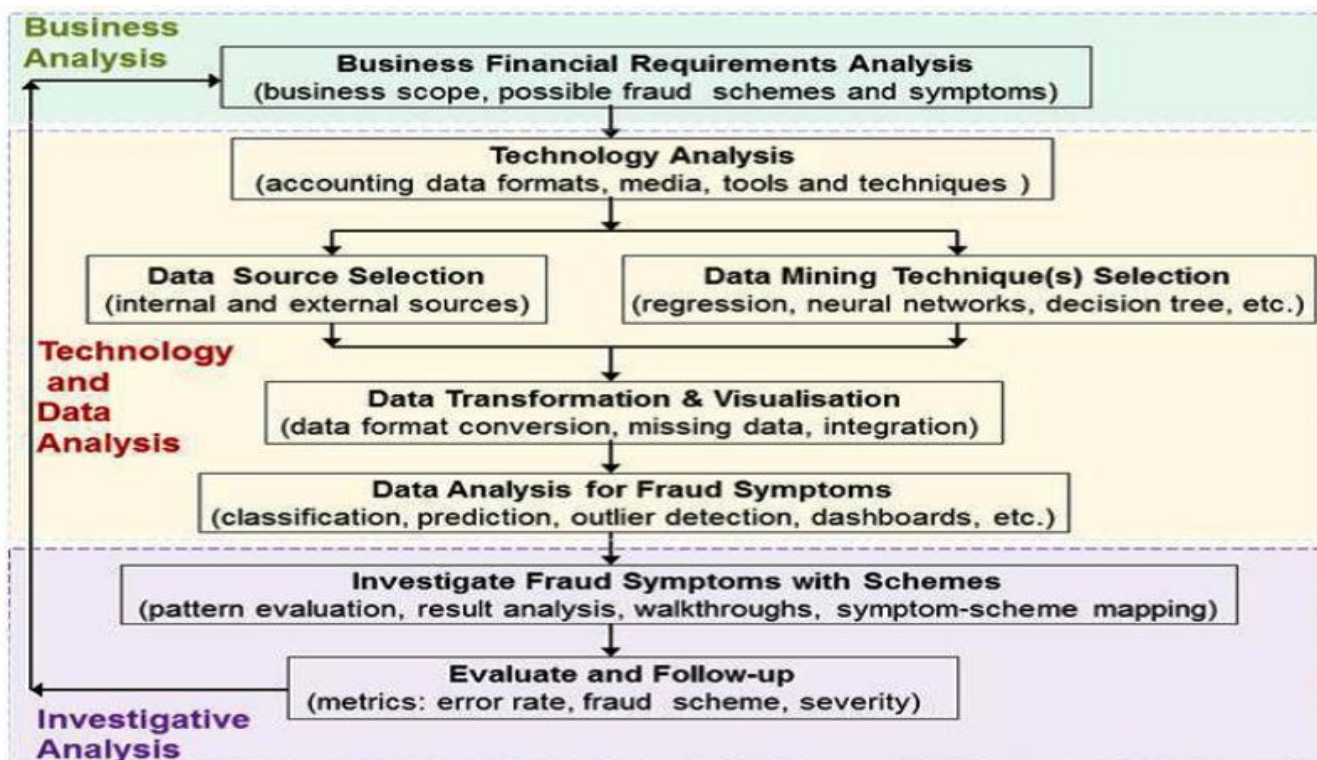 Business
Analysis
Business Financial Requirements Analysis
(business scope, possible fraud schemes and symptoms)
Technology Analysis
(accounting data formats, media, tools and techniques )
Data Source Selection
(internal and external sources)
Data Mining Technique(s) Selection
(regression, neural networks, decision tree, etc.)
Technology
and
Data
Analysis
Data Transformation & Visualisation
(data format conversion, missing data, integration)
Data Analysis for Fraud Symptoms
(classification, prediction, outlier detection, dashboards, etc.)
Investigate Fraud Symptoms with Schemes
(pattern evaluation, result analysis, walkthroughs, symptom-scheme mapping)
Evaluate and Follow-up
(metrics: error rate, fraud scheme, severity)
Investigative
Analysis